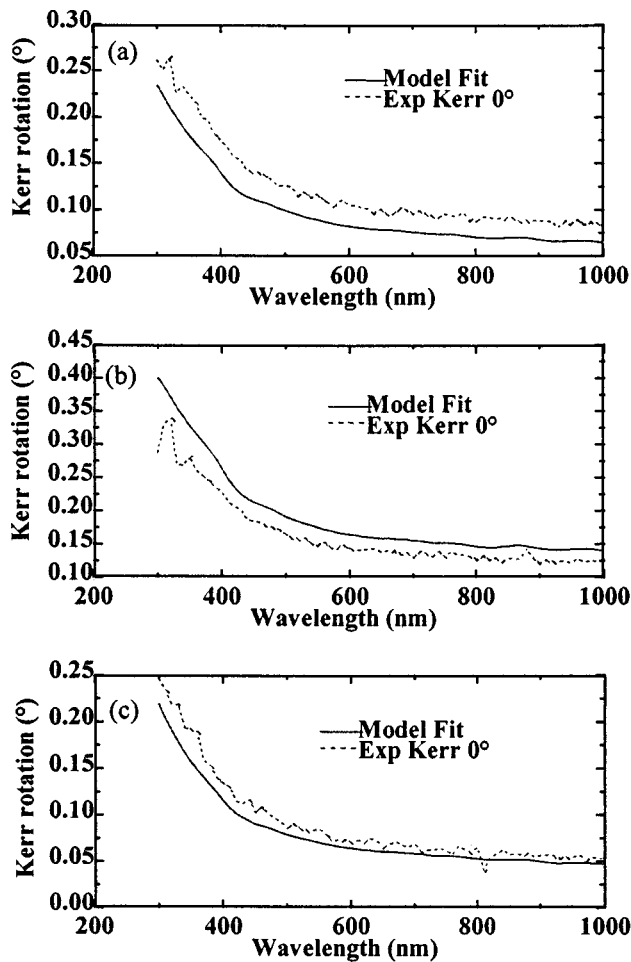 0.30
(a)
0.25
Model Fit
Exp Kerr 0°
0.20
0.15
0.10
0.05
Kerr rotation (°)
200 400 600 800 1000
Wavelength (nm)
0.45
(b)
0.40
Model Fit
0.35
Exp Kerr 0°
0.30
0.25
0.20
0.15
0.10
Kerr rotation (°)
200 400 600 800 1000
Wavelength (nm)
0.25
(c)
0.20
Model Fit
Exp Kerr 0°
0.15
0.10
0.05
0.00
Kerr rotation (°)
200 400 600 800 1000
Wavelength (nm)